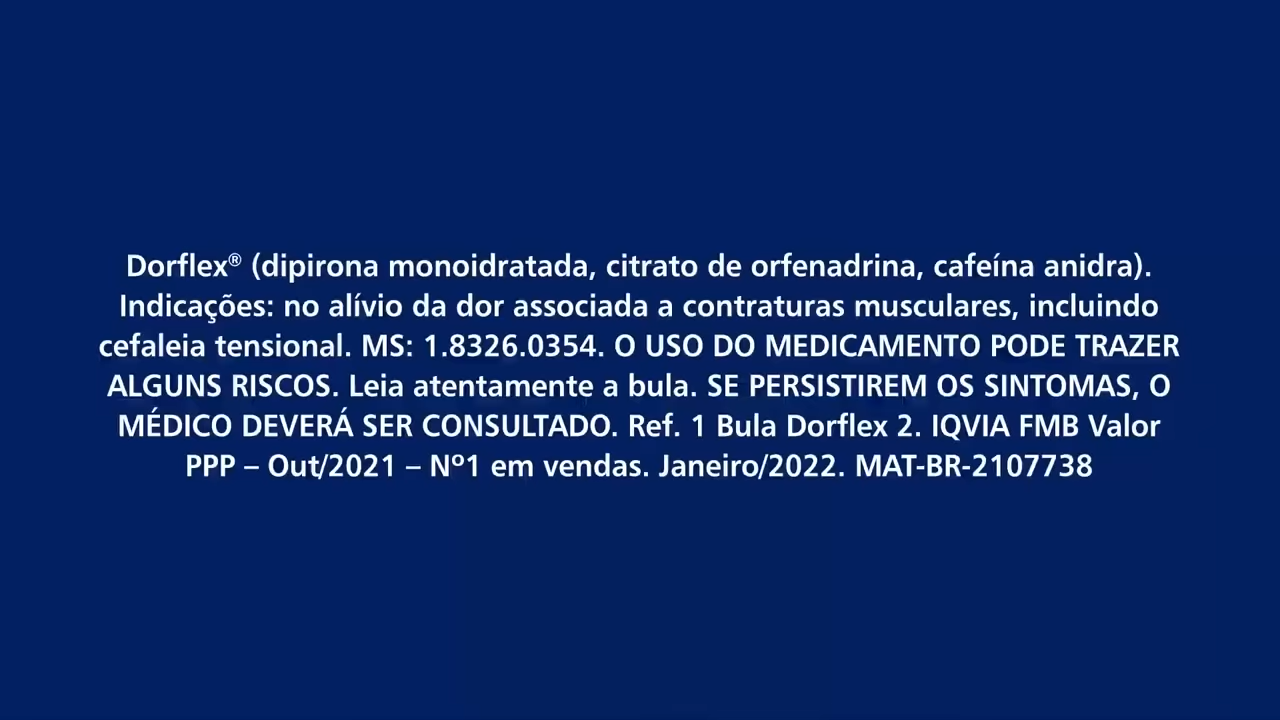 Dorflex® (dipirona monoidratada, citrato de orfenadrina, cafeína anidra).
Indicações: no alívio da dor associada a contraturas musculares, incluindo
cefaleia tensional. MS: 1.8326.0354. O USO DO MEDICAMENTO PODE TRAZER
ALGUNS RISCOS. Leia atentamente a bula. SE PERSISTIREM OS SINTOMAS, O
MÉDICO DEVERÁ SER CONSULTADO. Ref. 1 Bula Dorflex 2. IQVIA FMB Valor
PPP – Out/2021 – Nº1 em vendas. Janeiro/2022. MAT-BR-2107738